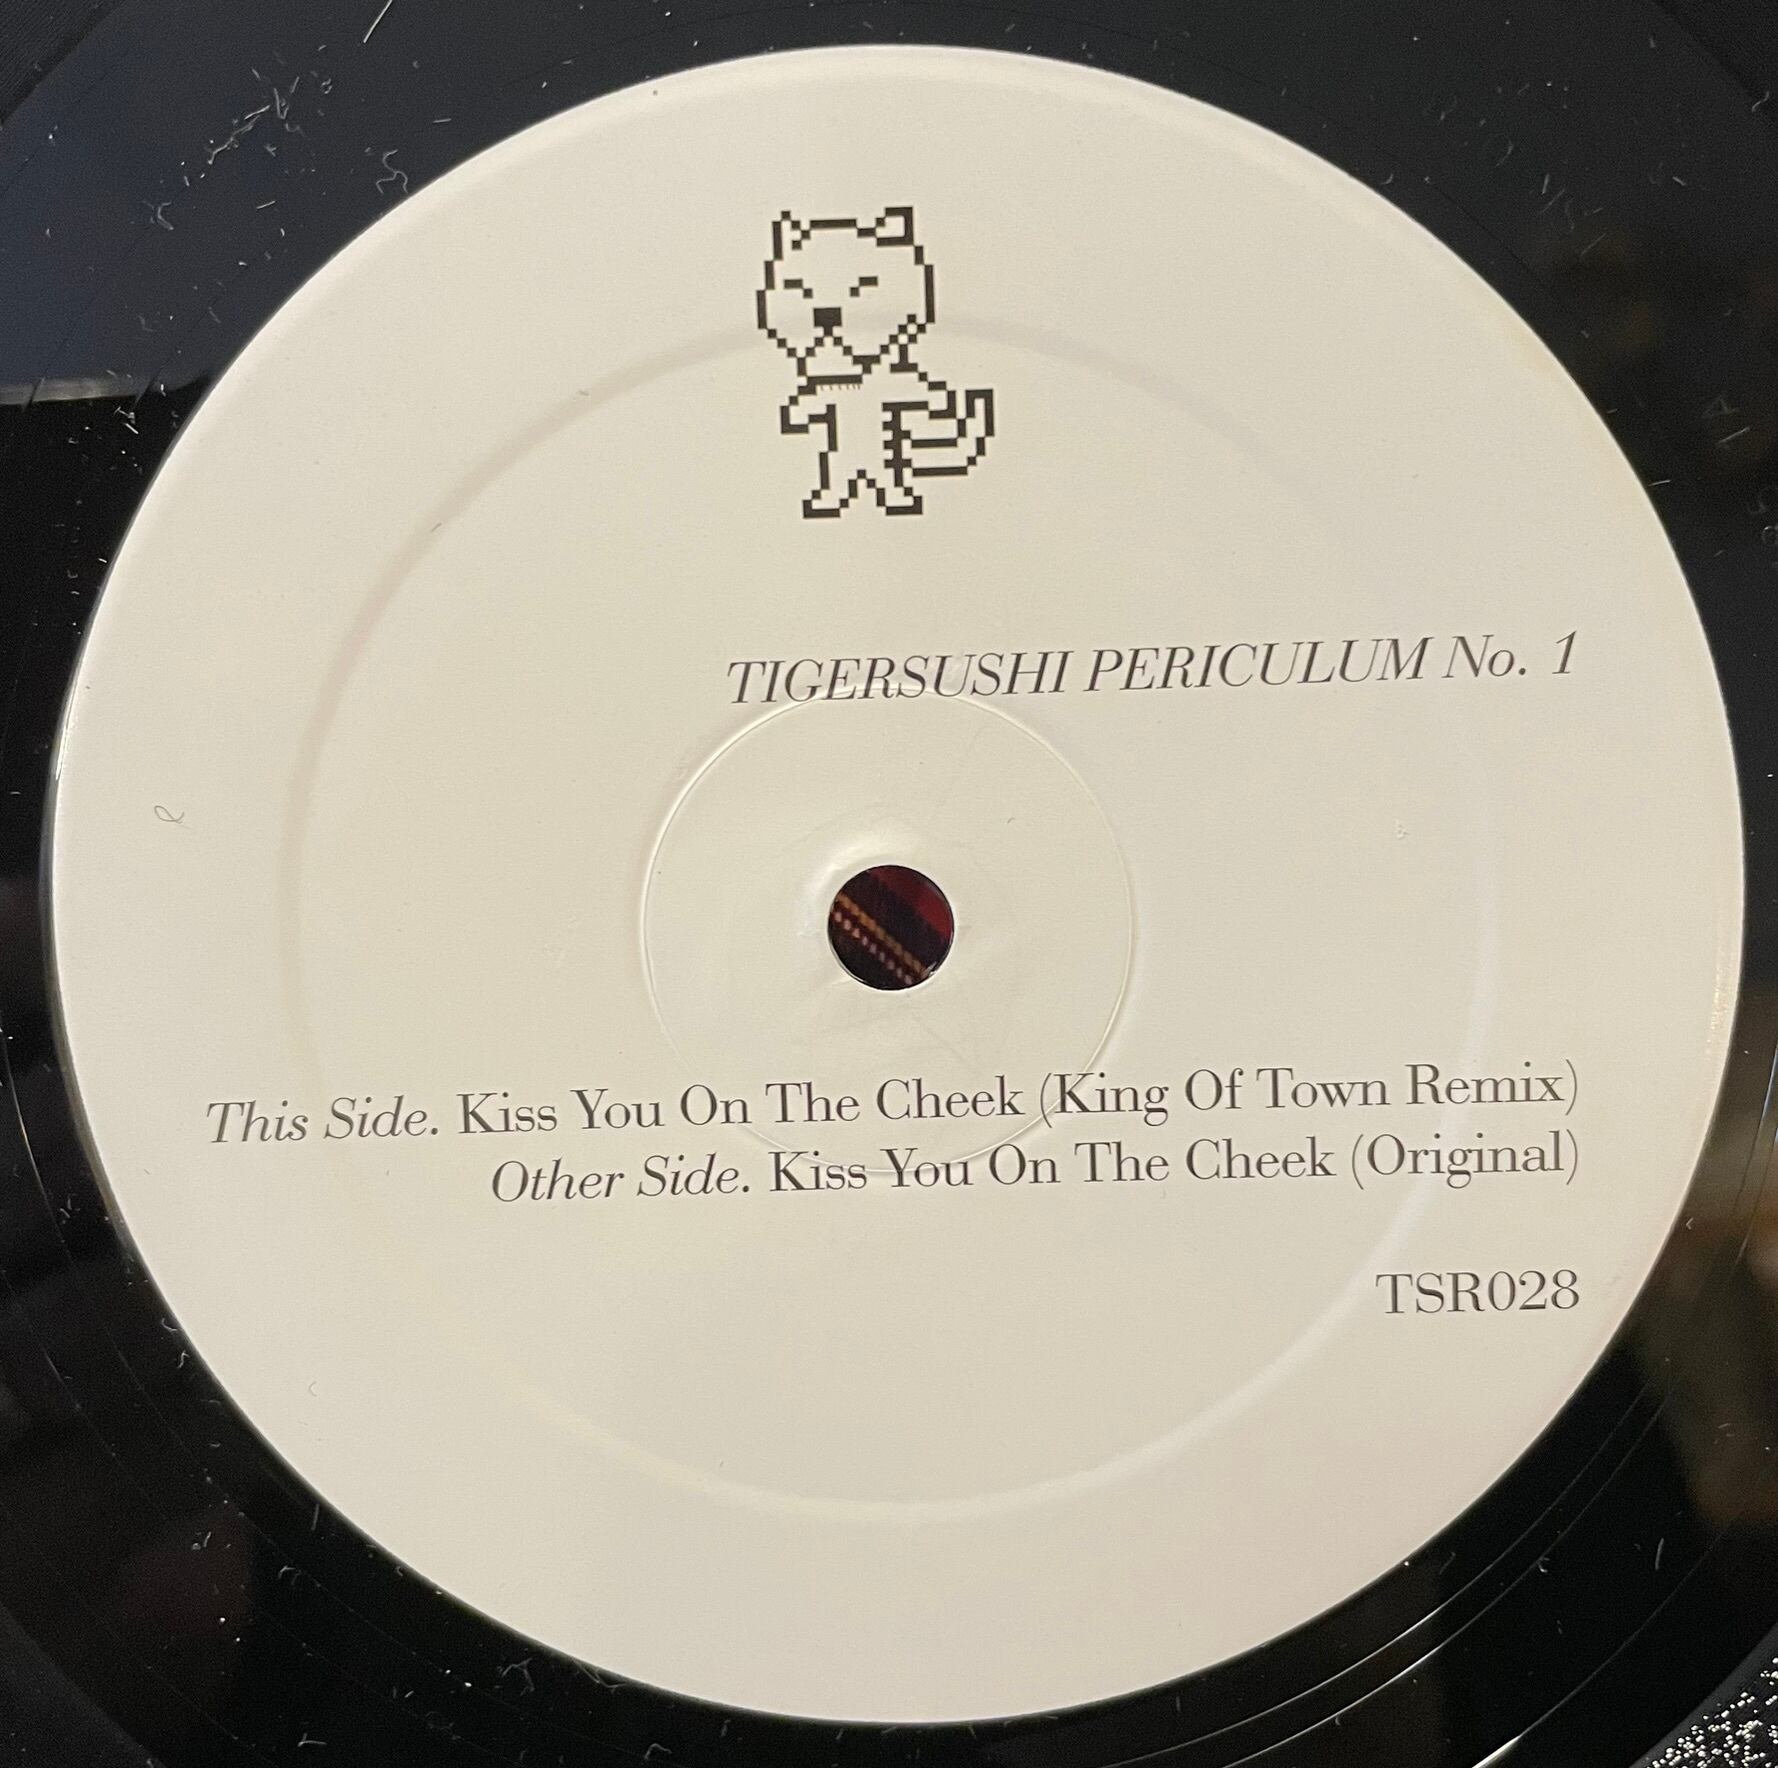 TIGERSUSHI PERICULUM No. 1
This Side. Kiss You On The Cheek (King Of Town Remix)
Other Side. Kiss You On The Cheek (Original)
TSR028